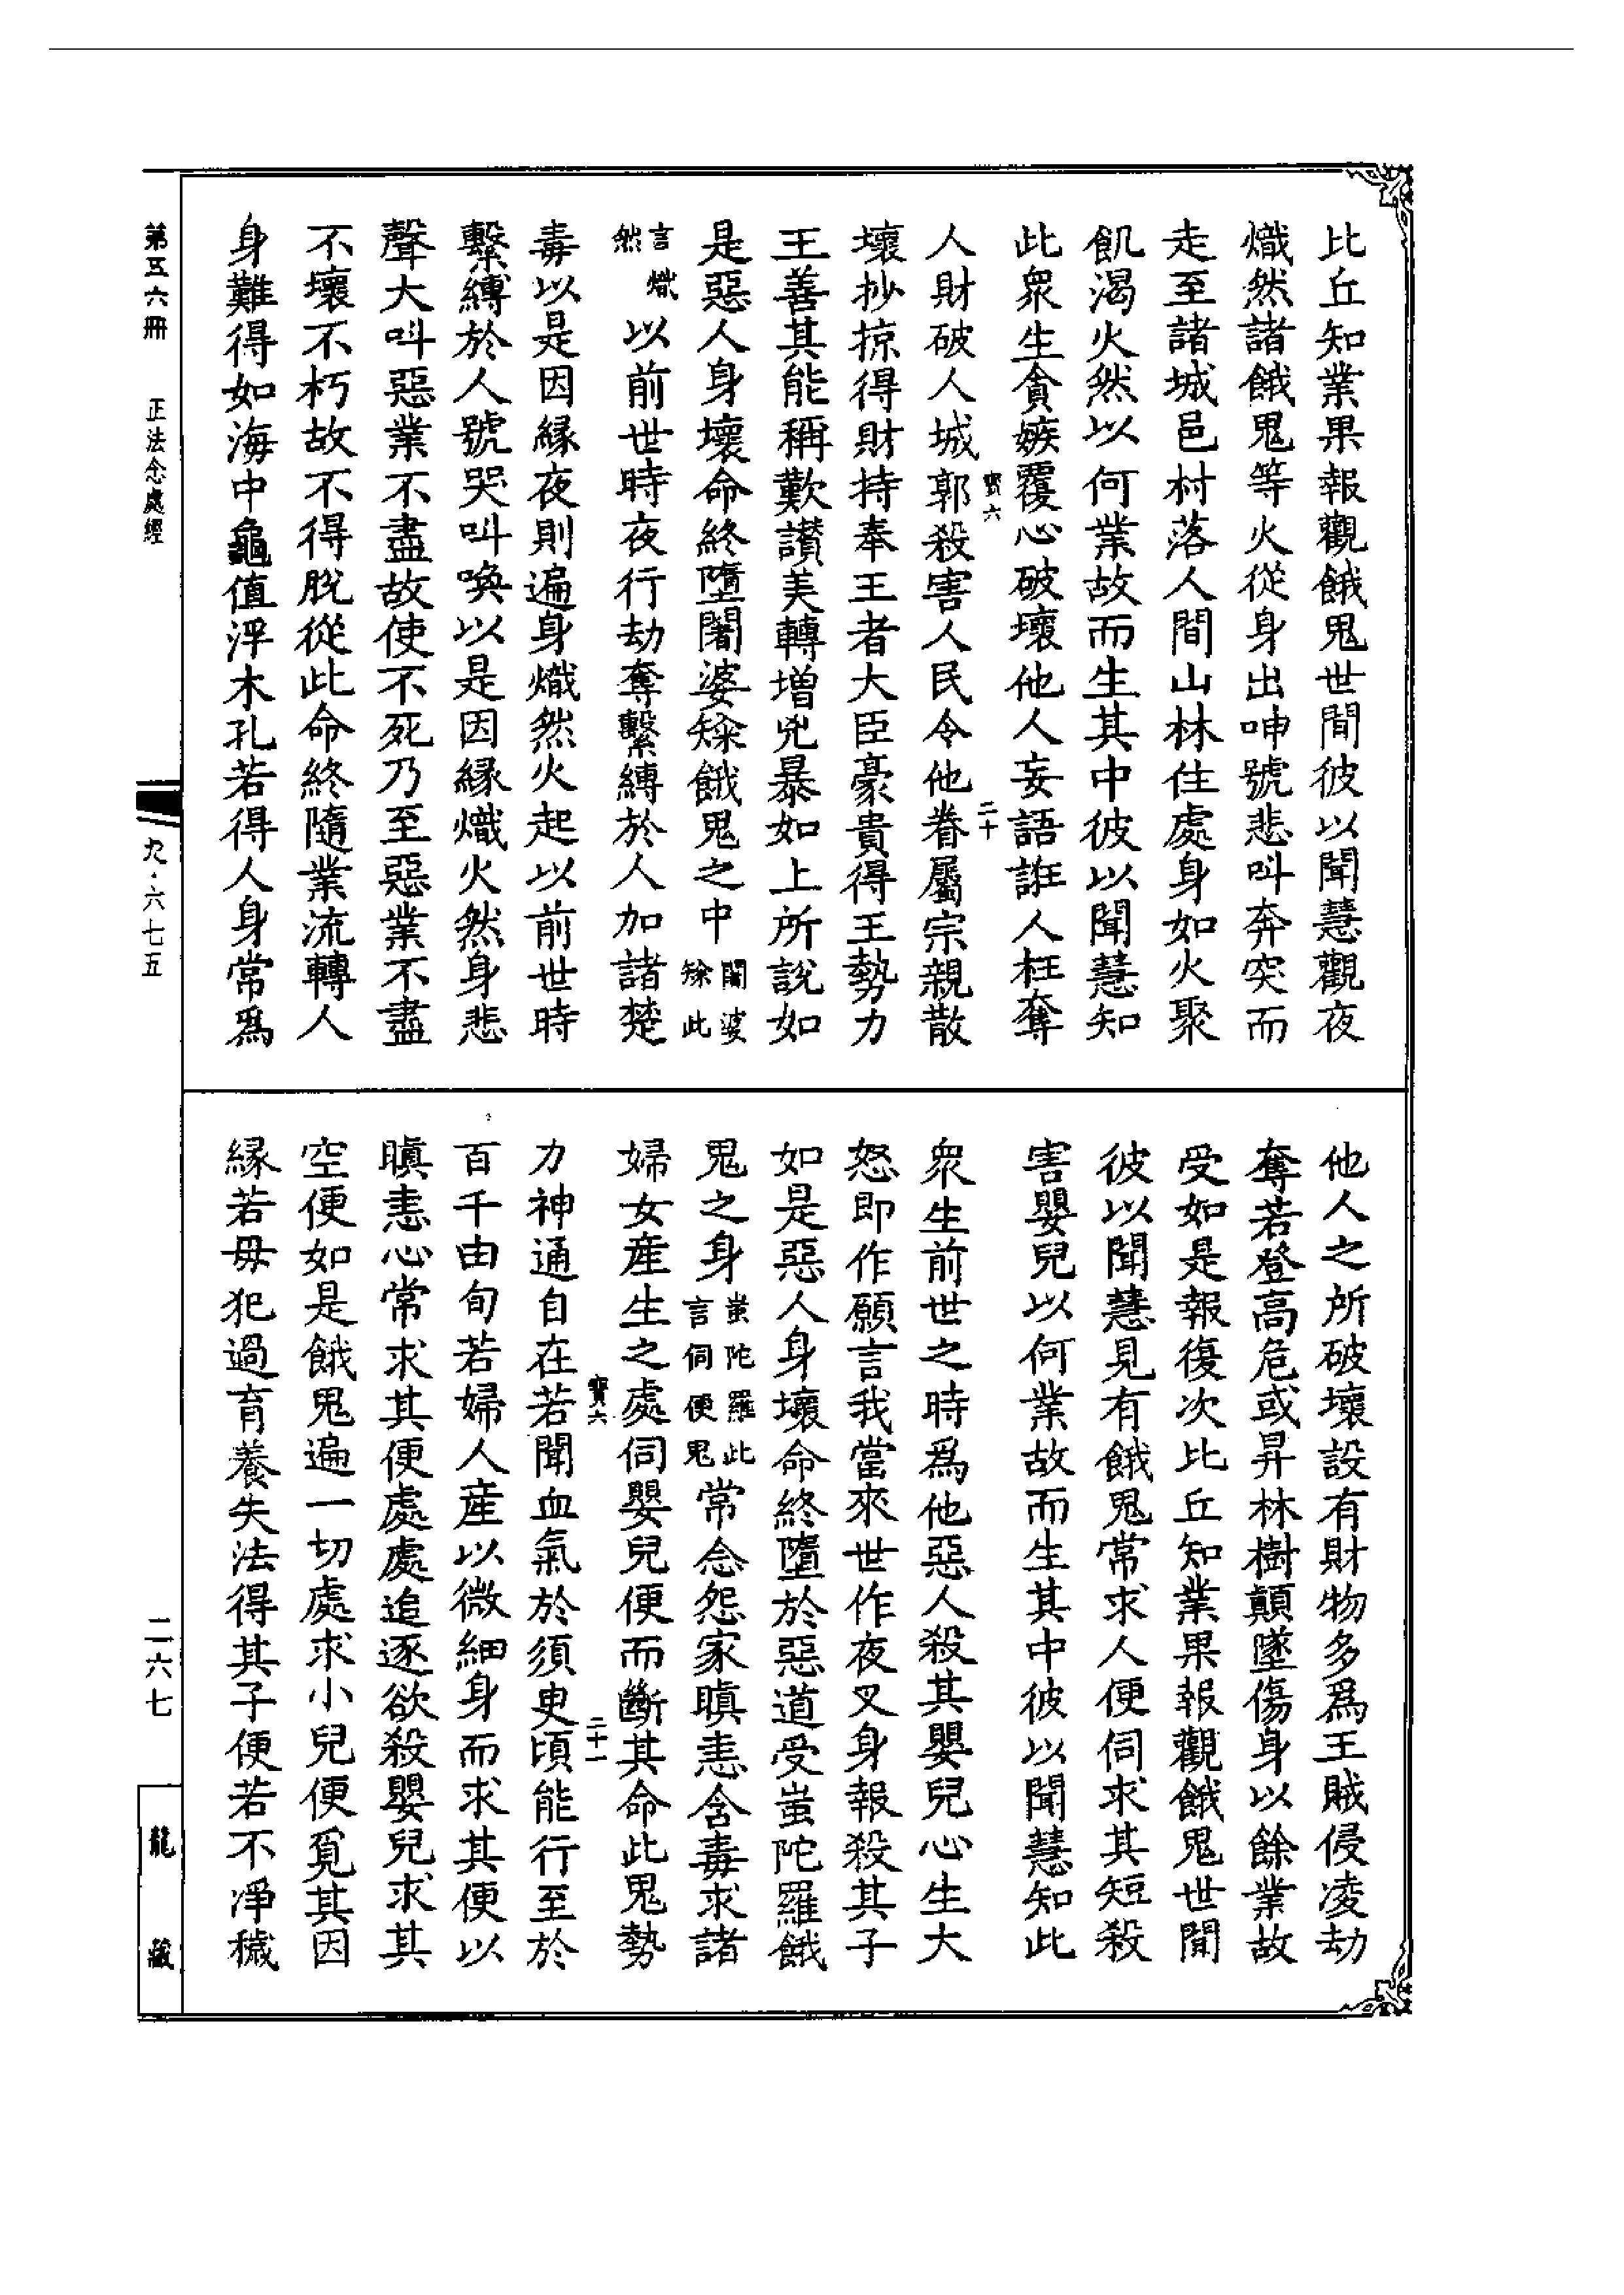 比丘知業果報觀餓鬼世間彼以聞慧觀夜
熾然諸餓鬼等火從身出呻號悲叫奔突而
走至諸城邑村落人間山林住處身如火聚
飢渴火然以何業故而生其中彼以聞慧知
此衆生貪嫉覆心破壞他人妄語誑人枉奪
寶六
二十
人財破人城郭殺害人民令他眷屬宗親散
壞抄掠得財持奉王者大臣豪貴得王勢力
王善其能稱歎讃美轉增兇暴如上所說如
是惡人身壞命終墮闍婆䂒餓鬼之中闍婆䂒此
言熾然以前世時夜行劫奪繫縛於人加諸楚
毒以是因緣夜則遍身熾然火起以前世時
繫縛於人號哭叫喚以是因緣熾火然身悲
聲大叫惡業不盡故使不死乃至惡業不盡
不壞不朽故不得脫從此命終隨業流轉人
身難得如海中龜值浮木孔若得人身常爲
他人之所破壞設有財物多爲王賊侵凌劫
奪若登高危或昇林樹顛墜傷身以餘業故
受如是報復次比丘知業果報觀餓鬼世間
彼以聞慧見有餓鬼常求人便伺求其短殺
害嬰兒以何業故而生其中彼以聞慧知此
衆生前世之時爲他惡人殺其嬰兒心生大
怒即作願言我當來世作夜叉身報殺其子
如是惡人身壞命終墮於惡道受蚩陀羅餓
鬼之身蚩陀羅此言伺便鬼常念怨家瞋恚含毒求諸
婦女產生之處伺嬰兒便而斷其命此鬼勢
寶六
二十一
力神通自在若聞血氣於須臾頃能行至於
百千由旬若婦人產以微細身而求其便以
瞋恚心常求其便處處追逐欲殺嬰兒求其
空便如是餓鬼遍一切處求小兒便覓其因
緣若母犯過育養失法得其子便若不淨穢
第五六冊
正法念處經
九·六七五
二一六七
龍藏